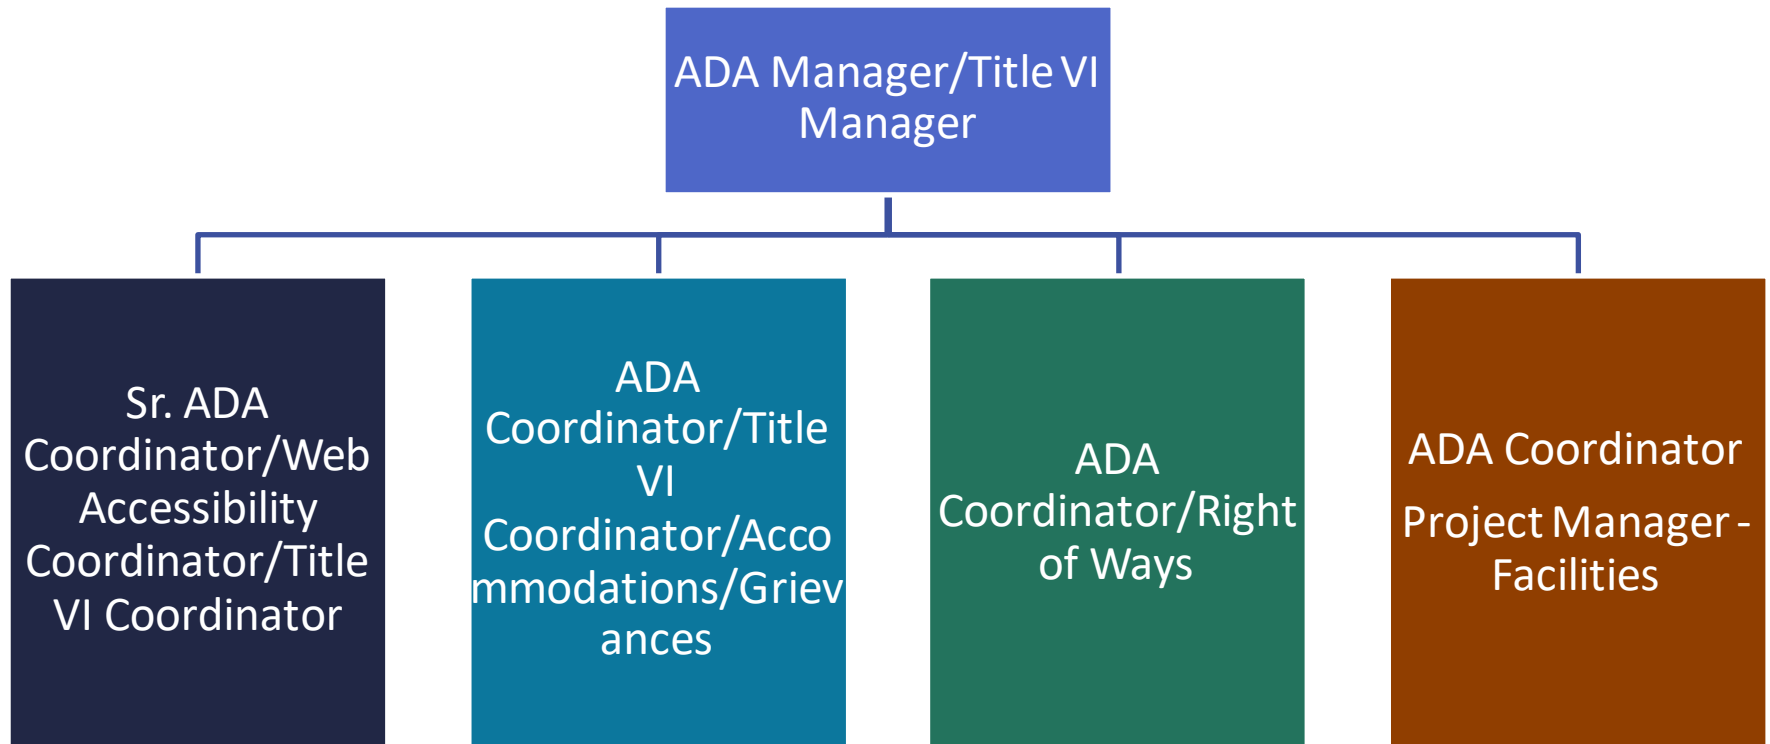 ADA Manager/Title VI
Manager
Sr. ADA
Coordinator/Web
Accessibility
Coordinator/Title
VI Coordinator
ADA
Coordinator/Title
VI
Coordinator/Acco
mmodations/Griev
ances
ADA
Coordinator/Right
of Ways
ADA Coordinator
Project Manager -
Facilities